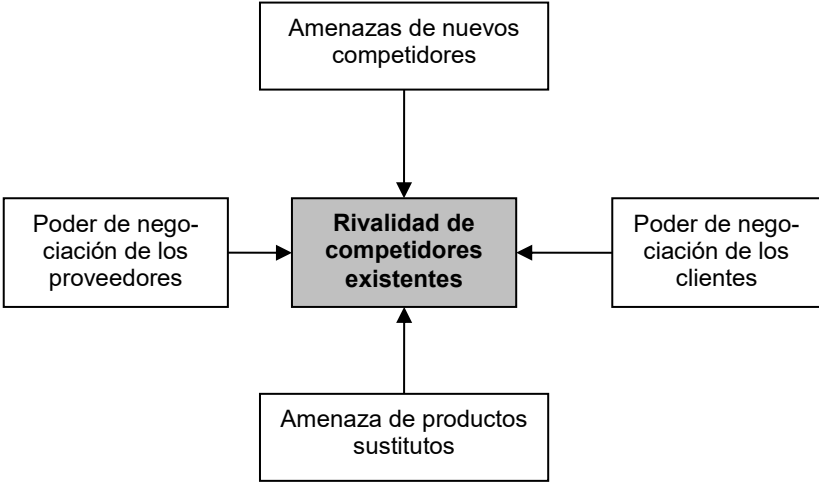 Amenazas de nuevos
competidores
Poder de nego-
ciación de los
proveedores
Rivalidad de
competidores
existentes
Poder de nego-
ciación de los
clientes
Amenaza de productos
sustitutos